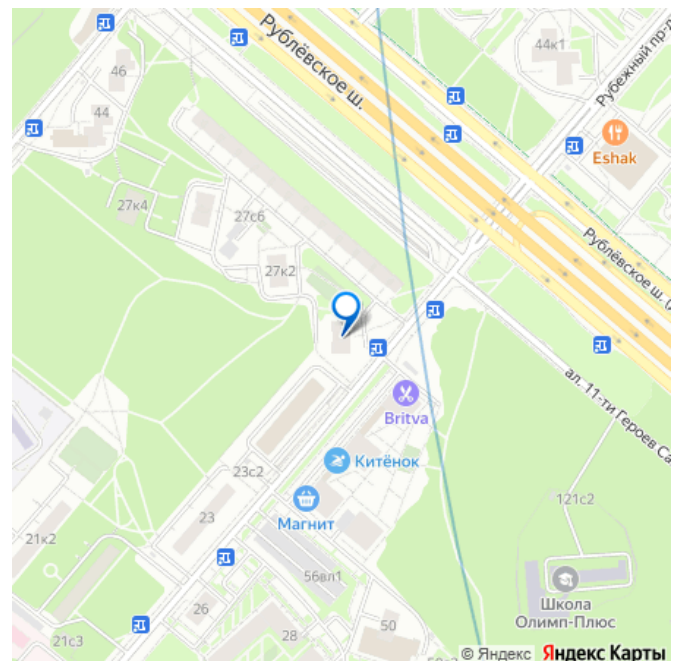 44к1
Рубежный пр-д
46
Рублёвское ш.
44
Eshak
27к4
27с6
27к2
Рублёвское ш. (
ал. 11-ти Героев Са
Britva
Китёнок
23с2
121с2
Магнит
23
21к2
56вл1
Школа
Олимп-Плюс
26
50
28
21с3
© Яндекс Яндекс Карты